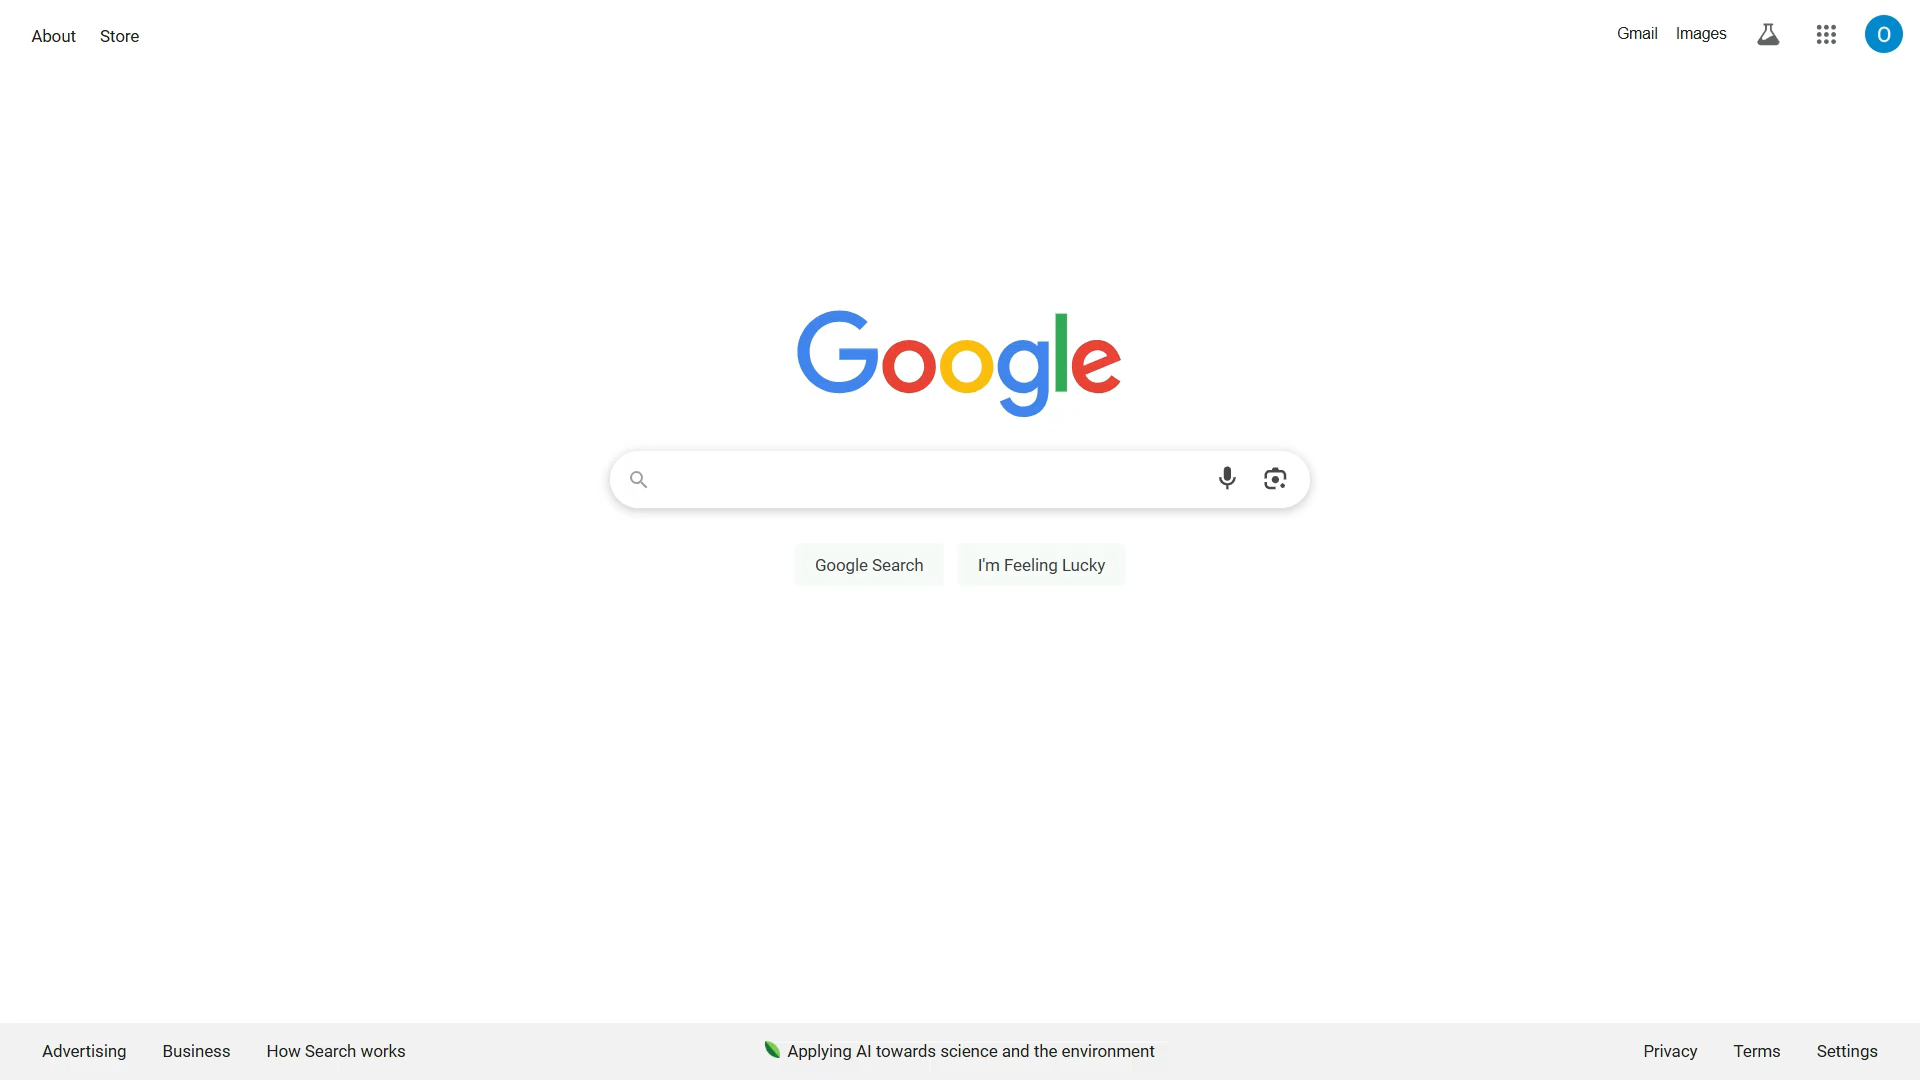 About Store
Gmail Images
O
Google
Google Search I'm Feeling Lucky
Advertising Business How Search works
Applying AI towards science and the environment
Privacy Terms Settings